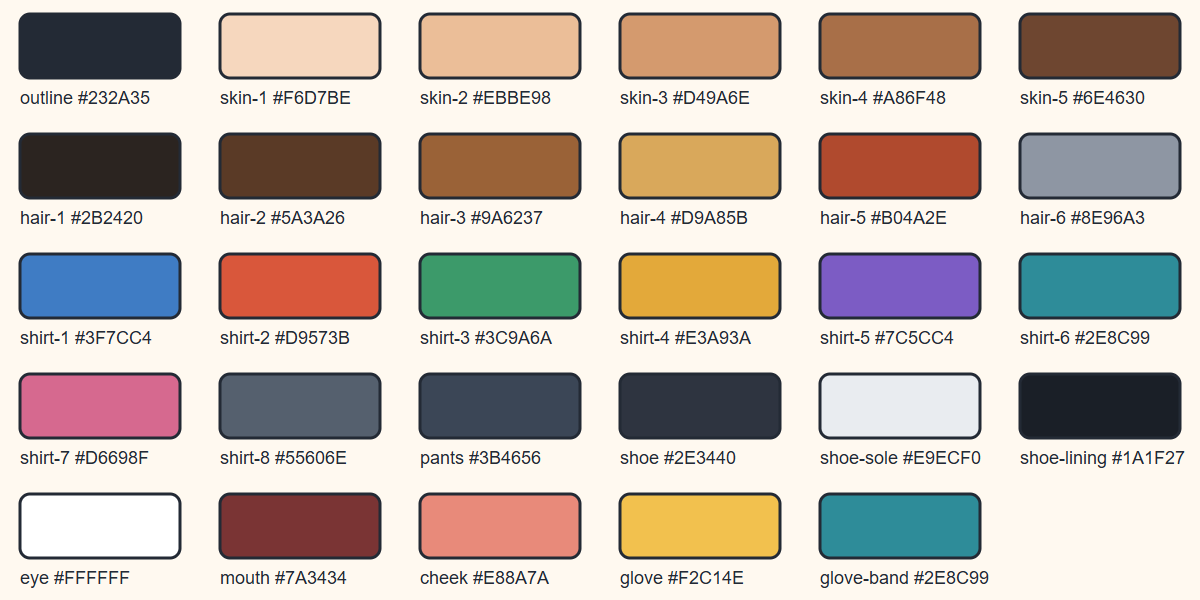 outline #232A35
skin-1 #F6D7BE
skin-2 #EBBE98
skin-3 #D49A6E
skin-4 #A86F48
skin-5 #6E4630
hair-1 #2B2420
hair-2 #5A3A26
hair-3 #9A6237
hair-4 #D9A85B
hair-5 #B04A2E
hair-6 #8E96A3
shirt-1 #3F7CC4
shirt-2 #D9573B
shirt-3 #3C9A6A
shirt-4 #E3A93A
shirt-5 #7C5CC4
shirt-6 #2E8C99
shirt-7 #D6698F
shirt-8 #55606E
pants #3B4656
shoe #2E3440
shoe-sole #E9ECF0
shoe-lining #1A1F27
eye #FFFFFF
mouth #7A3434
cheek #E88A7A
glove #F2C14E
glove-band #2E8C99